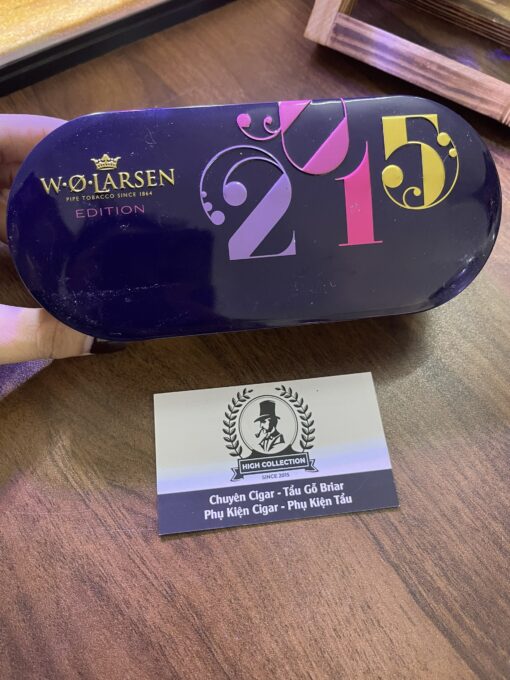 W·Ø·LARSEN
PIPE TOBACCO SINCE 1864
EDITION
2015
HIGH COLLECTION
SINCE 2015
Chuyên Cigar - Tẩu Gỗ Briar
Phụ Kiện Cigar - Phụ Kiện Tẩu